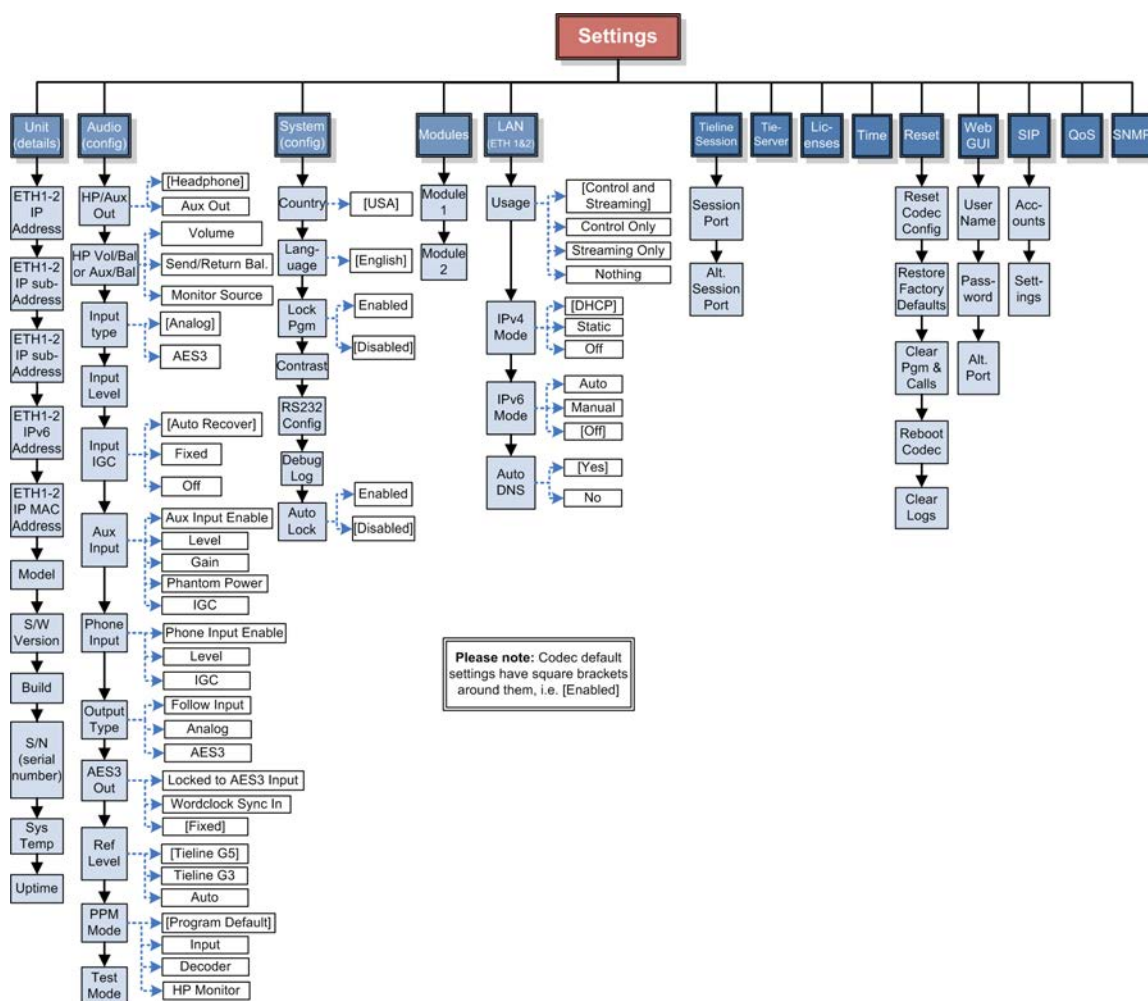 Settings
Unit
(details)
Audio
(config)
System
(config)
Modules
LAN
(ETH 1&2)
Tieline
Session
Tie-
Server
Lic-
enses
Time
Reset
Web
GUI
SIP
QoS
SNMP
ETH1-2
IP
Address
ETH1-2
IP sub-
Address
ETH1-2
IP sub-
Address
ETH1-2
IPv6
Address
ETH1-2
IP MAC
Address
Model
S/W
Version
Build
S/N
(serial
number)
Sys
Temp
Uptime
HP/Aux
Out
[Headphone]
Aux Out
HP Vol/Bal
or Aux/Bal
Volume
Send/Return Bal.
Monitor Source
Input
type
[Analog]
AES3
Input
Level
Input
IGC
[Auto Recover]
Fixed
Off
Aux
Input
Aux Input Enable
Level
Gain
Phantom Power
IGC
Phone
Input
Phone Input Enable
Level
IGC
Output
Type
Follow Input
Analog
AES3
AES3
Out
Locked to AES3 Input
Wordclock Sync In
[Fixed]
Ref
Level
[Tieline G5]
Tieline G3
Auto
PPM
Mode
[Program Default]
Input
Decoder
HP Monitor
Test
Mode
Country
[USA]
Lang-
uage
[English]
Lock
Pgm
Enabled
[Disabled]
Contrast
RS232
Config
Debug
Log
Auto
Lock
Enabled
[Disabled]
Module
1
Module
2
Usage
[Control and
Streaming]
Control Only
Streaming Only
Nothing
IPv4
Mode
[DHCP]
Static
Off
IPv6
Mode
Auto
Manual
[Off]
Auto
DNS
[Yes]
No
Session
Port
Alt.
Session
Port
Reset
Codec
Config
Restore
Factory
Defaults
Clear
Pgm &
Calls
Reboot
Codec
Clear
Logs
User
Name
Pass-
word
Alt.
Port
Acc-
ounts
Sett-
ings
Please note: Codec default
settings have square brackets
around them, i.e. [Enabled]